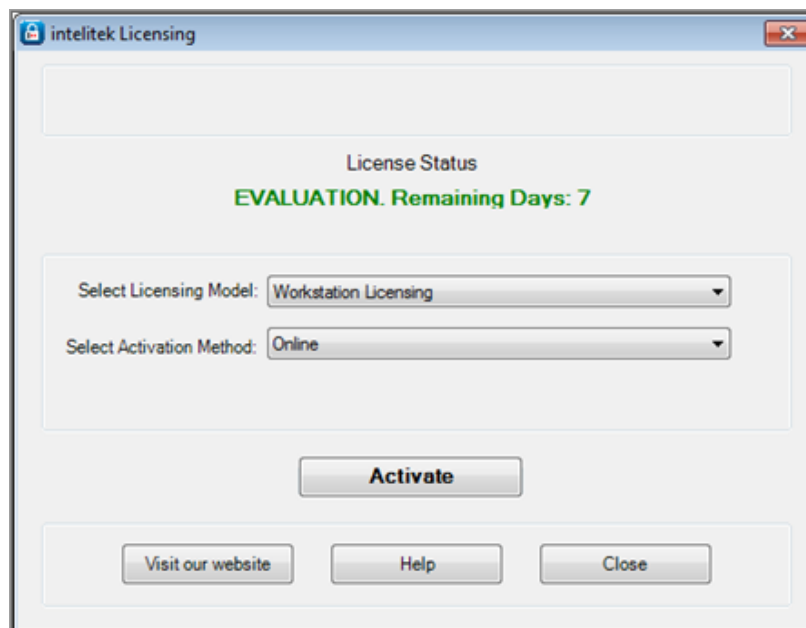 intelitek Licensing
License Status
EVALUATION. Remaining Days: 7
Select Licensing Model: Workstation Licensing
Select Activation Method: Online
Activate
Visit our website Help Close